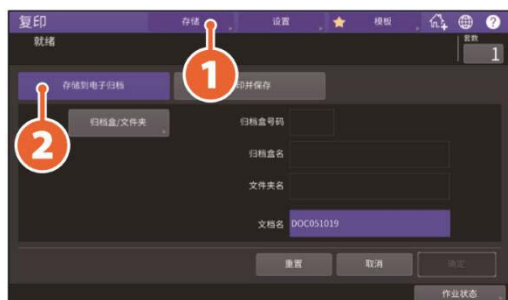 复印 存储 设置 模板 ?
就绪 套数
1
1
存储到电子归档 印并保存
2
归档盒/文件夹 归档盒号码
归档盒名
文件夹名
文档名 DOC051019
重置 取消 确定
作业状态